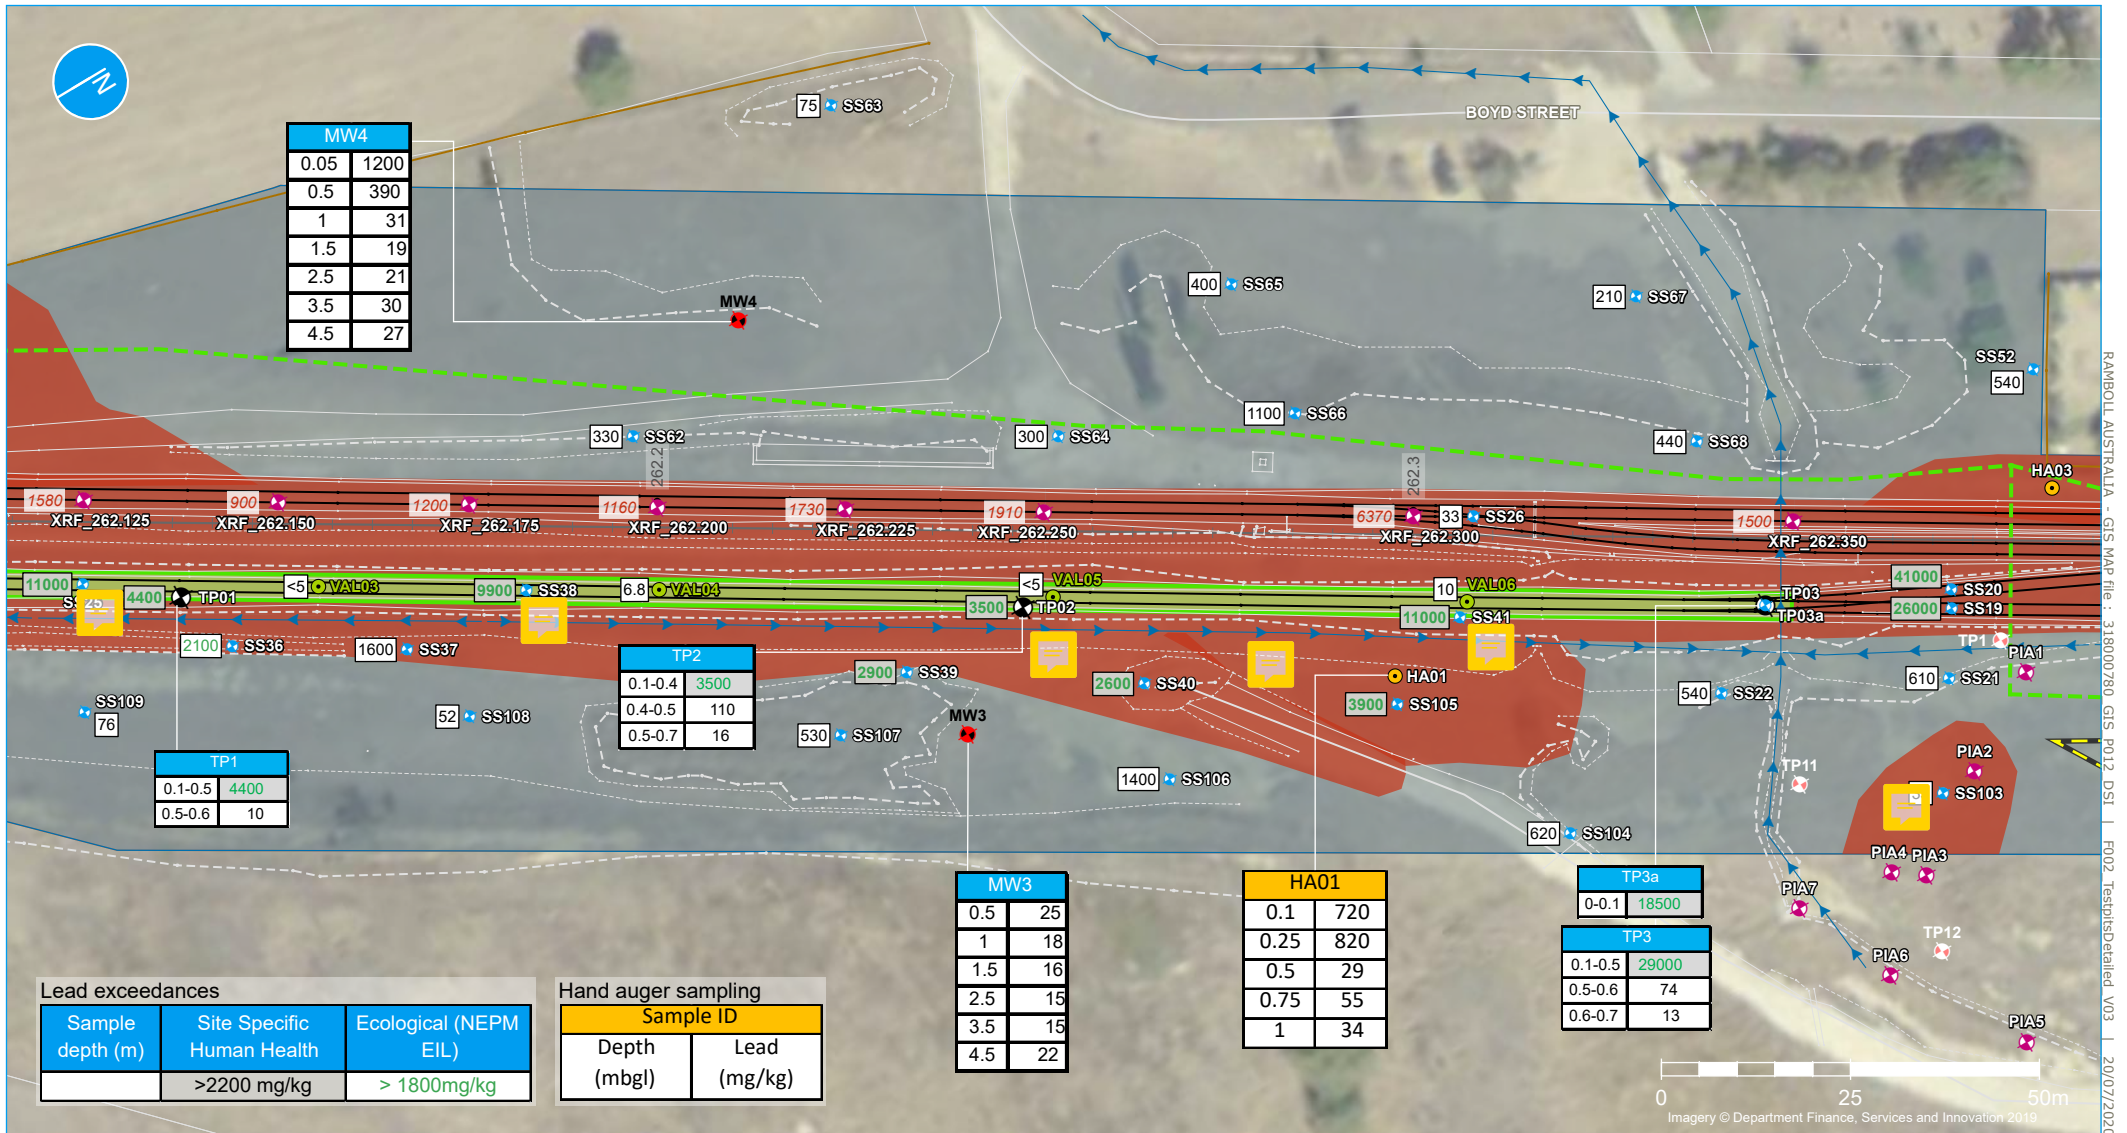 N
BOYD STREET
75 SS63
MW4
0.05 1200
0.5 390
1 31
1.5 19
2.5 21
3.5 30
4.5 27
MW4
400 SS65
210 SS67
SS52
540
1100 SS66
330 SS62
300 SS64
440 SS68
262.2
262.3
HA03
1580
XRF_262.125
900
XRF_262.150
1200
XRF_262.175
1160
XRF_262.200
1730
XRF_262.225
1910
XRF_262.250
6370
XRF_262.300
33 SS26
1500
XRF_262.350
11000
4400 TP01
<5 VAL03
9900 SS38
6.8 VAL04
<5 VAL05
3500 TP02
10 VAL06
11000 SS41
TP03
TP03a
41000 SS20
26000 SS19
2100 SS36
1600 SS37
2900 SS39
2600 SS40
HA01
3900 SS105
540 SS22
610 SS21
TP1
PIA1
SS109
76
52 SS108
530 SS107
MW3
1400 SS106
620 SS104
TP11
PIA2
SS103
PIA4 PIA3
PIA7
TP12
PIA6
PIA5
TP1
0.1-0.5 4400
0.5-0.6 10
TP2
0.1-0.4 3500
0.4-0.5 110
0.5-0.7 16
MW3
0.5 25
1 18
1.5 16
2.5 15
3.5 15
4.5 22
HA01
0.1 720
0.25 820
0.5 29
0.75 55
1 34
TP3a
0-0.1 18500
TP3
0.1-0.5 29000
0.5-0.6 74
0.6-0.7 13
Lead exceedances
Sample depth (m) Site Specific Human Health Ecological (NEPM EIL)
>2200 mg/kg > 1800mg/kg
Hand auger sampling
Sample ID
Depth (mbgl) Lead (mg/kg)
0 25 50m
Imagery © Department Finance, Services and Innovation 2019
RAMBOLL AUSTRALIA - GIS MAP file : 318000780_GIS_P012_DSI | F002_TestpitsDetailed_V03 | 20/07/2020